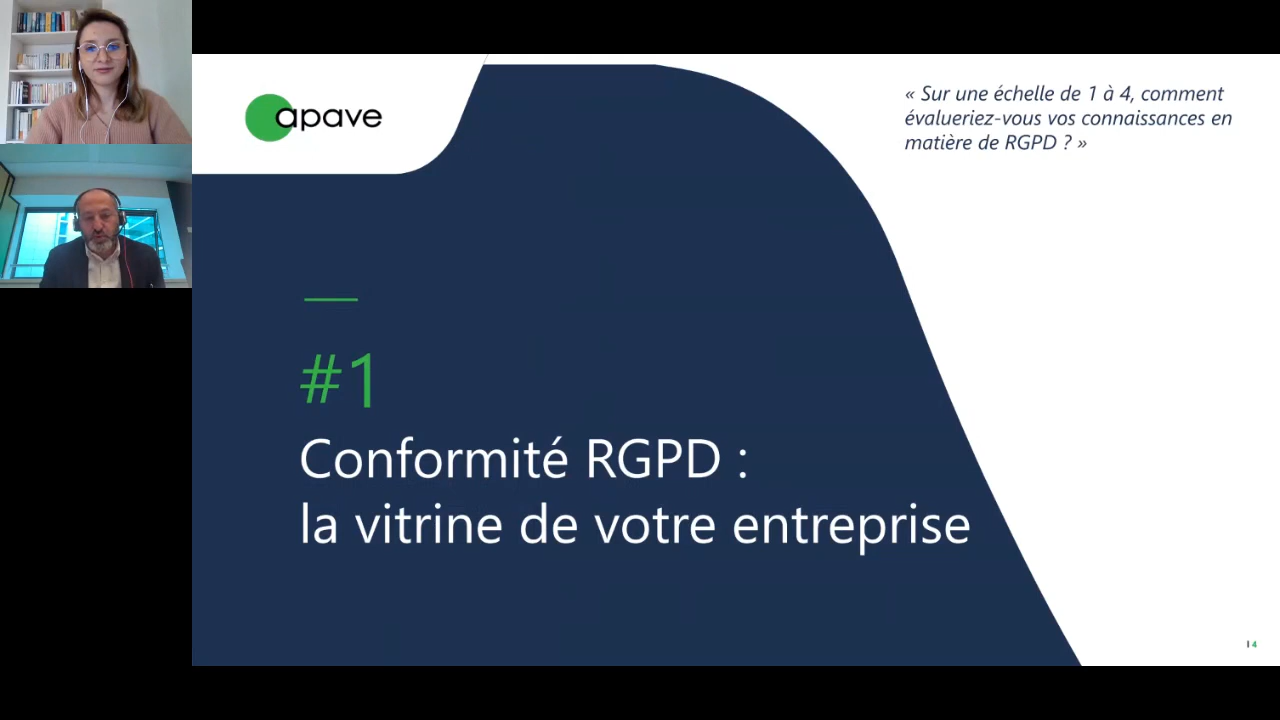 apave
« Sur une échelle de 1 à 4, comment
évalueriez-vous vos connaissances en
matière de RGPD ? »
#1
Conformité RGPD :
la vitrine de votre entreprise
I 4